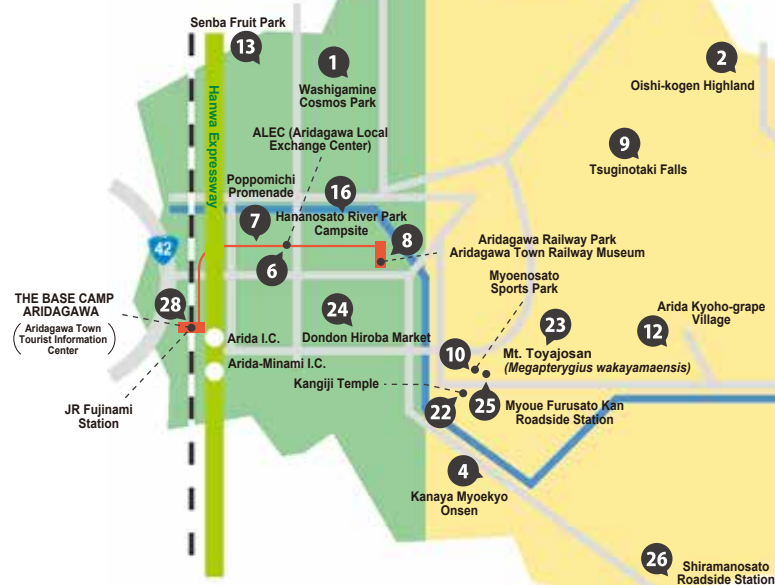 Senba Fruit Park
13
1
Washigamine
Cosmos Park
2
Oishi-kogen Highland
9
Tsuginotaki Falls
Hanwa Expressway
ALEC (Aridagawa Local
Exchange Center)
Poppomichi
Promenade
16
7
Hananosato River Park
Campsite
42
6
8
Aridagawa Railway Park
Aridagawa Town Railway Museum
Myoenosato
Sports Park
THE BASE CAMP
ARIDAGAWA
(Aridagawa Town
Tourist Information
Center)
28
24
Dondon Hiroba Market
Arida I.C.
Arida-Minami I.C.
23
Mt. Toyajosan
(Megapterygius wakayamaensis)
Arida Kyoho-grape
Village
12
10
Kangiji Temple
22
25
Myoue Furusato Kan
Roadside Station
JR Fujinami
Station
4
Kanaya Myoekyo
Onsen
26
Shiramanosato
Roadside Station